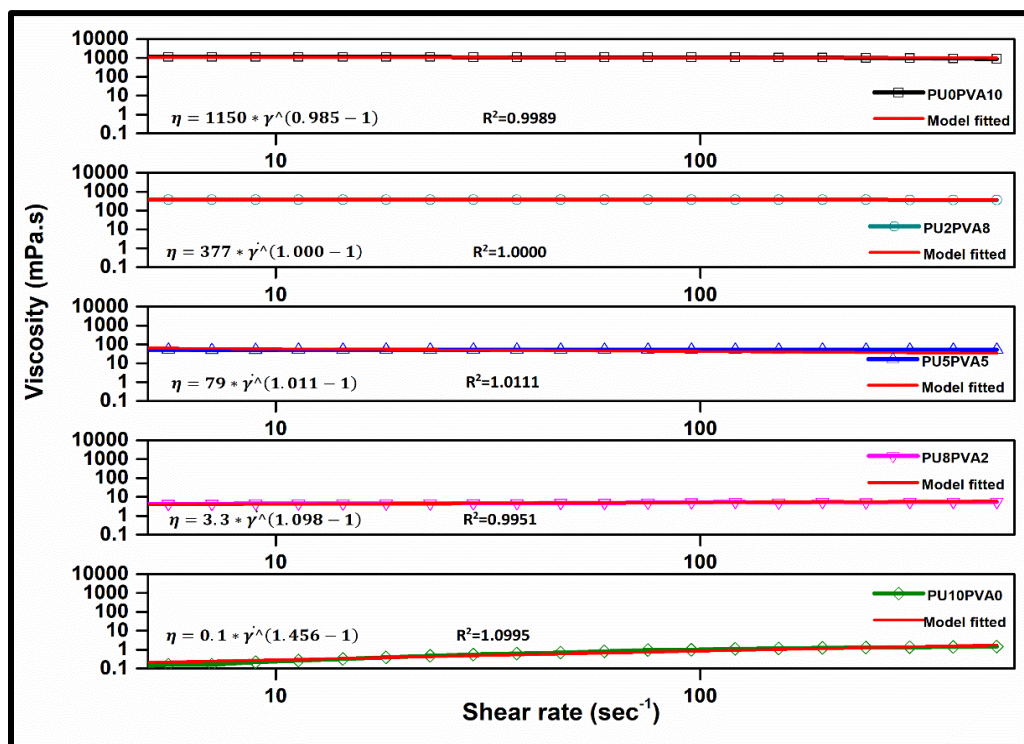 Viscosity (mPa.s)
10000
1000
100
10
1
0.1
PU0PVA10
Model fitted
η = 1150 * γ^(0.985 − 1)
R²=0.9989
10
100
10000
1000
100
10
1
0.1
PU2PVA8
Model fitted
η = 377 * γ̇^(1.000 − 1)
R²=1.0000
10
100
10000
1000
100
10
1
0.1
PU5PVA5
Model fitted
η = 79 * γ̇^(1.011 − 1)
R²=1.0111
10
100
10000
1000
100
10
1
0.1
PU8PVA2
Model fitted
η = 3.3 * γ̇^(1.098 − 1)
R²=0.9951
10
100
10000
1000
100
10
1
0.1
PU10PVA0
Model fitted
η = 0.1 * γ̇^(1.456 − 1)
R²=1.0995
10
100
Shear rate (sec⁻¹)